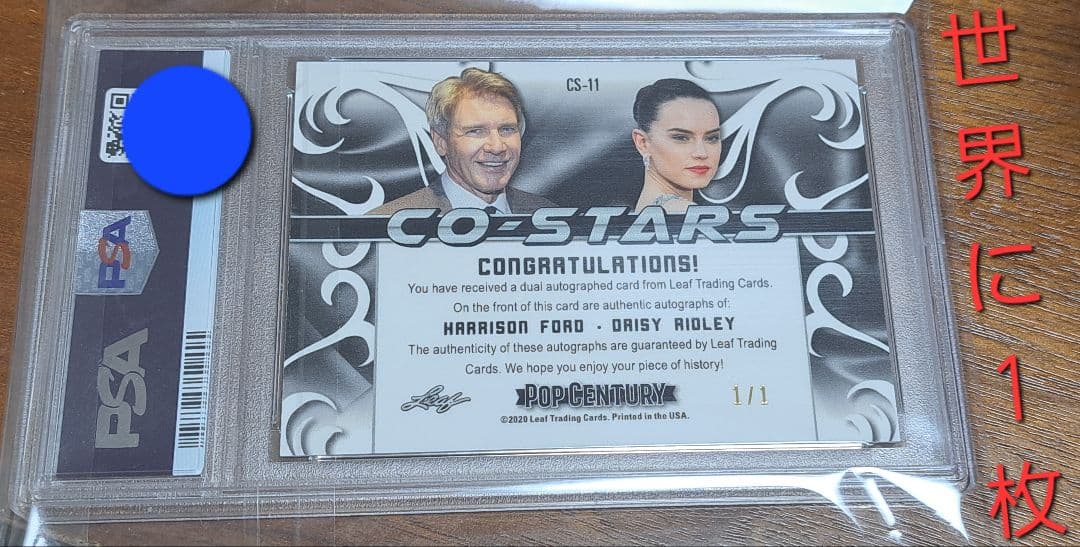 PSA
PSA
CS-11
CO-STARS
CONGRATULATIONS!
You have received a dual autographed card from Leaf Trading Cards.
On the front of this card are authentic autographs of:
HARRISON FORD · DAISY RIDLEY
The authenticity of these autographs are guaranteed by Leaf Trading
Cards. We hope you enjoy your piece of history!
Leaf
POP CENTURY
1/1
©2020 Leaf Trading Cards. Printed in the USA.
世界に1枚